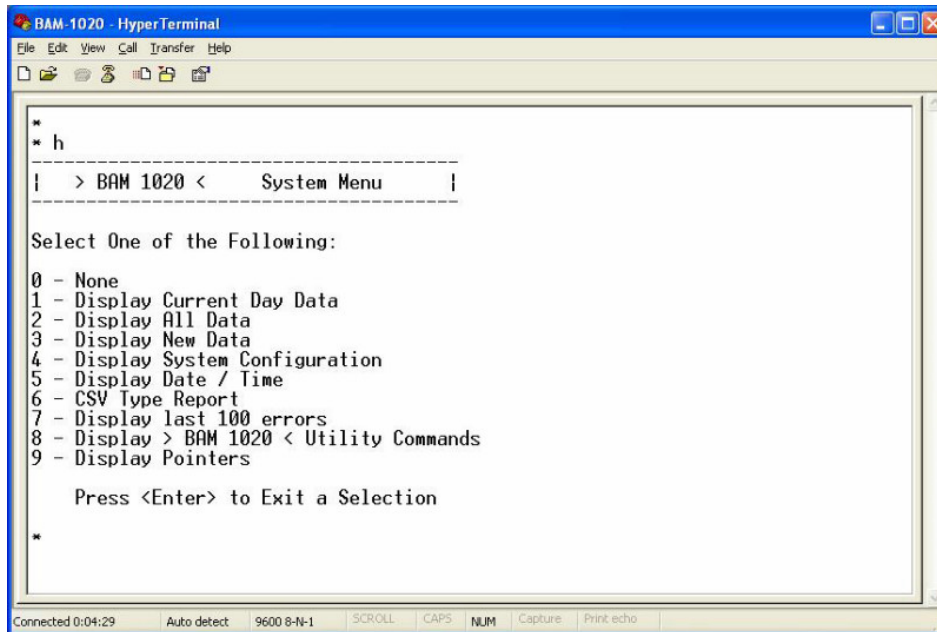 BAM-1020 - HyperTerminal
File Edit View Call Transfer Help
*
* h
----------------------------------------
|   > BAM 1020 <     System Menu      |
----------------------------------------
Select One of the Following:
0 - None
1 - Display Current Day Data
2 - Display All Data
3 - Display New Data
4 - Display System Configuration
5 - Display Date / Time
6 - CSV Type Report
7 - Display last 100 errors
8 - Display > BAM 1020 < Utility Commands
9 - Display Pointers
Press <Enter> to Exit a Selection
*
Connected 0:04:29 Auto detect 9600 8-N-1 SCROLL CAPS NUM Capture Print echo